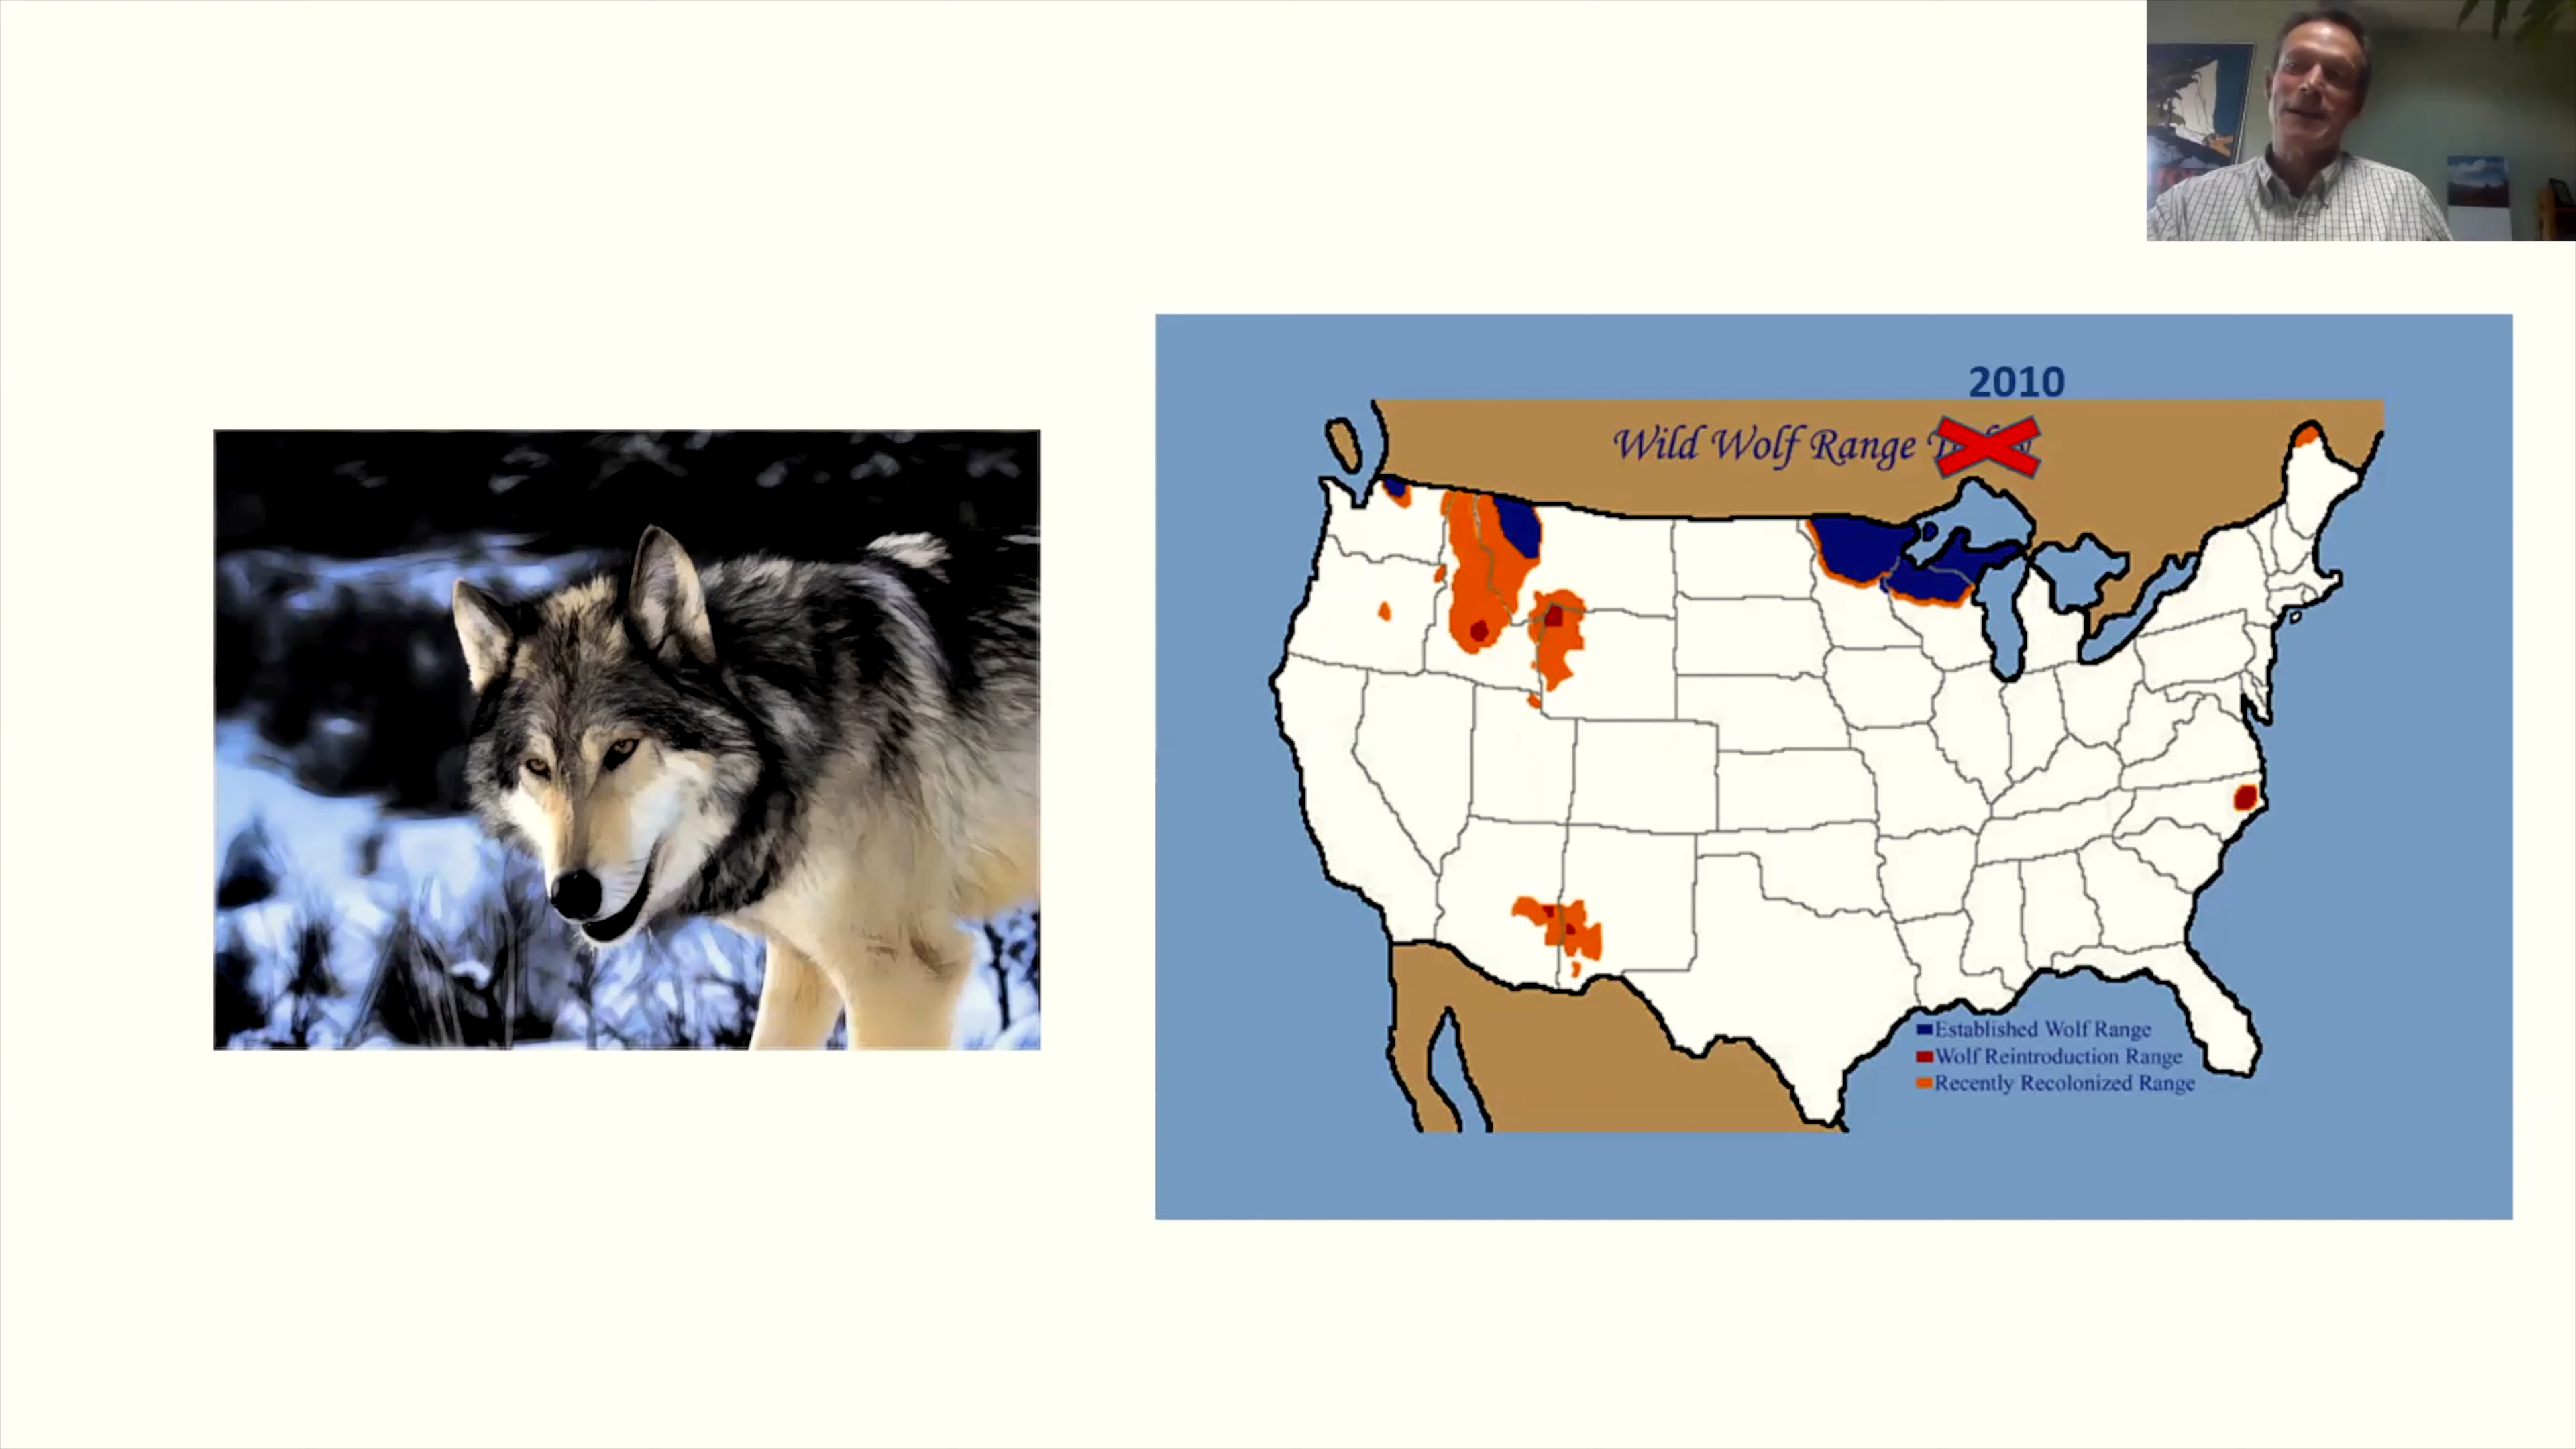 2010
Wild Wolf Range
Established Wolf Range
Wolf Reintroduction Range
Recently Recolonized Range